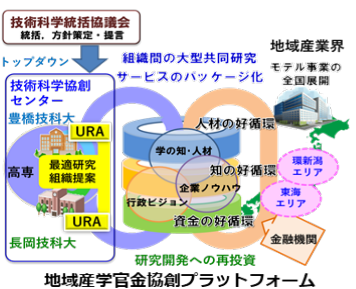 技術科学統括協議会
統括，方針策定・提言
トップダウン
組織間の大型共同研究
サービスのパッケージ化
地域産業界
モデル事業の
全国展開
技術科学協創
センター
豊橋技科大
URA
高専
最適研究
組織提案
URA
長岡技科大
人材の好循環
学の知・人材
知の好循環
企業ノウハウ
行政ビジョン
資金の好循環
環新潟
エリア
東海
エリア
金融機関
研究開発への再投資
地域産学官金協創プラットフォーム